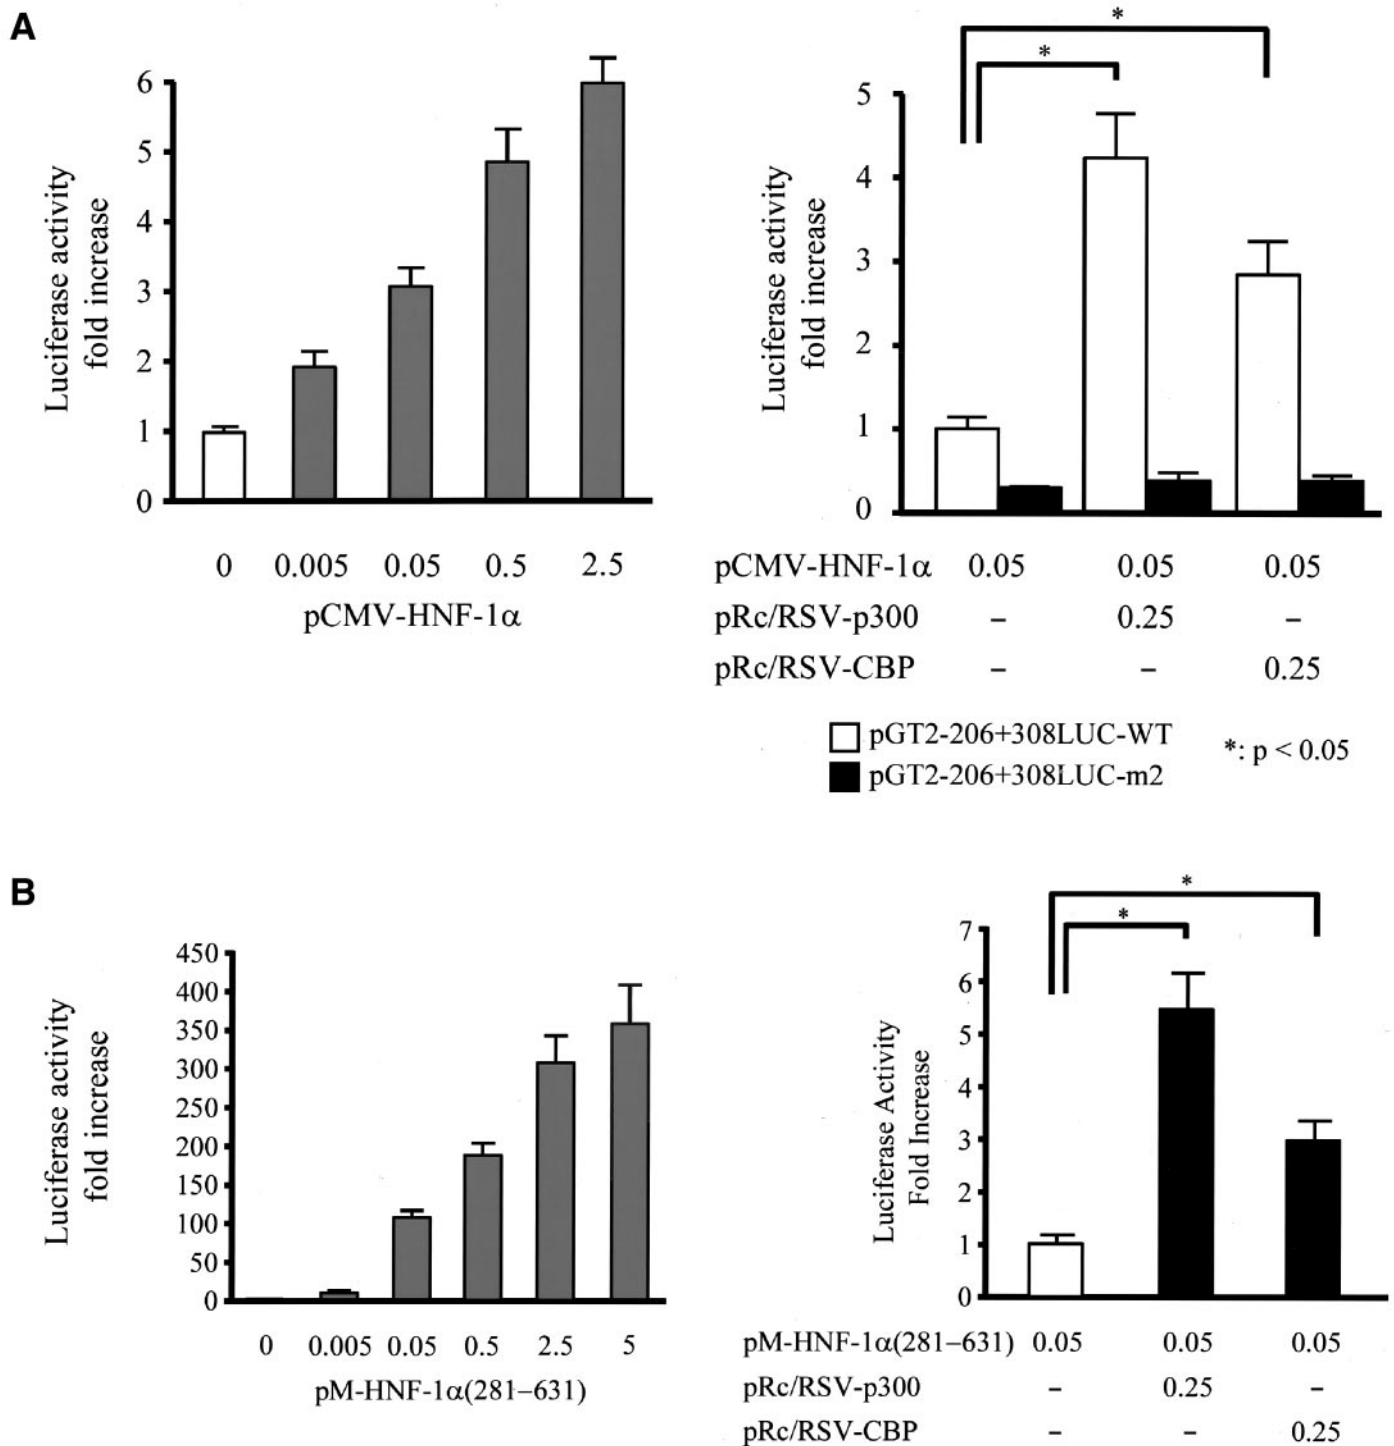 A
Luciferase activity
fold increase
6
5
4
3
2
1
0
0 0.005 0.05 0.5 2.5
pCMV-HNF-1α
*
*
Luciferase activity
fold increase
5
4
3
2
1
0
pCMV-HNF-1α 0.05 0.05 0.05
pRc/RSV-p300 – 0.25 –
pRc/RSV-CBP – – 0.25
pGT2-206+308LUC-WT
pGT2-206+308LUC-m2
*: p < 0.05
B
Luciferase activity
fold increase
450
400
350
300
250
200
150
100
50
0
0 0.005 0.05 0.5 2.5 5
pM-HNF-1α(281–631)
*
*
Luciferase Activity
Fold Increase
7
6
5
4
3
2
1
0
pM-HNF-1α(281–631) 0.05 0.05 0.05
pRc/RSV-p300 – 0.25 –
pRc/RSV-CBP – – 0.25